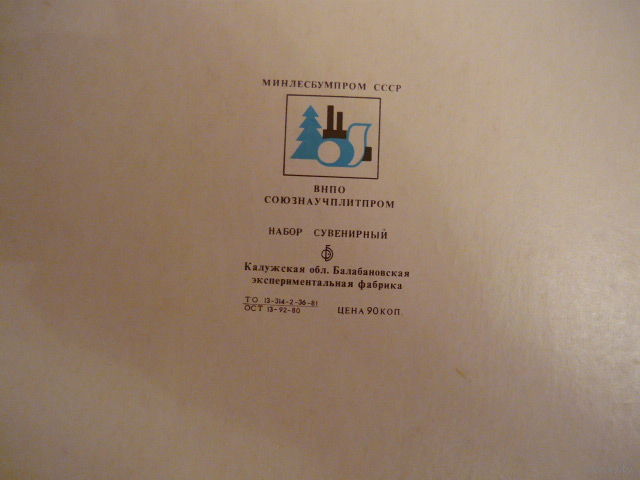 МИНЛЕСБУМПРОМ СССР
ВНПО
СОЮЗНАУЧПЛИТПРОМ
НАБОР СУВЕНИРНЫЙ
Калужская обл. Балабановская
экспериментальная фабрика
ТО 13-314-2-36-81
ОСТ 13-92-80
ЦЕНА 90 КОП.